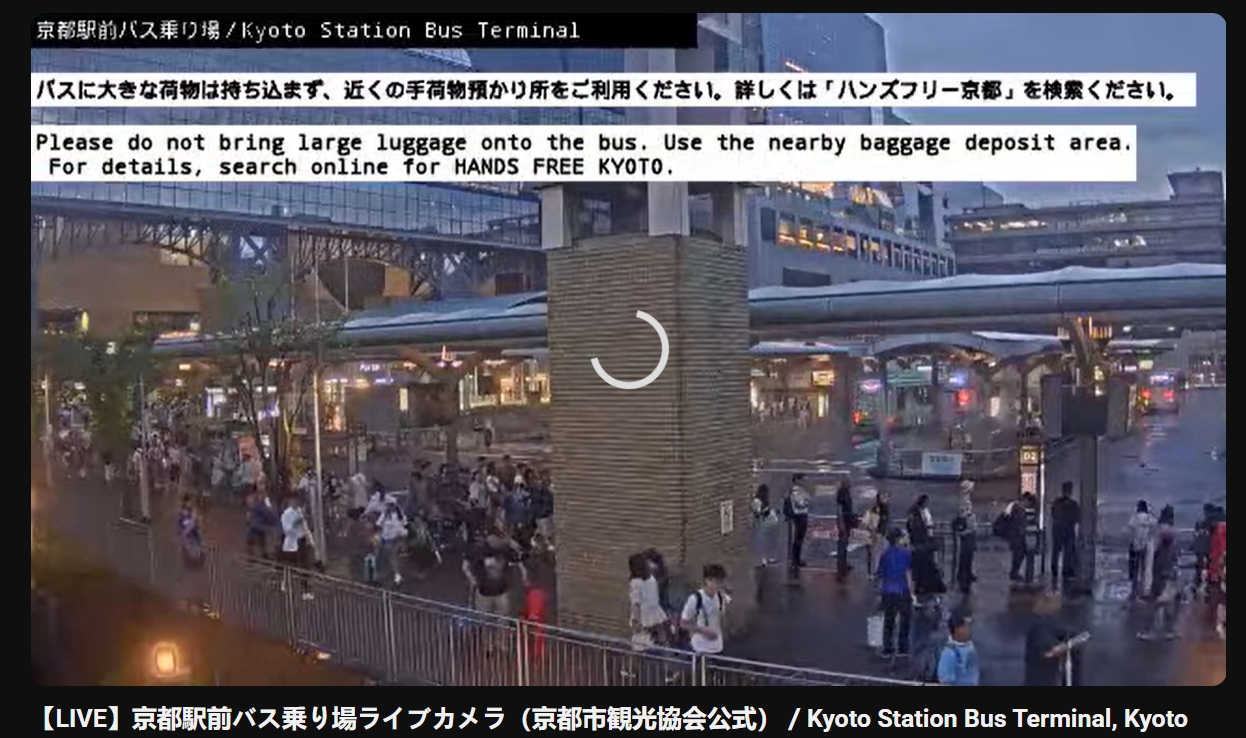 京都駅前バス乗り場/Kyoto Station Bus Terminal
バスに大きな荷物は持ち込まず、近くの手荷物預かり所をご利用ください。詳しくは「ハンズフリー京都」を検索ください。
Please do not bring large luggage onto the bus. Use the nearby baggage deposit area.
For details, search online for HANDS FREE KYOTO.
D2
【LIVE】京都駅前バス乗り場ライブカメラ（京都市観光協会公式） / Kyoto Station Bus Terminal, Kyoto